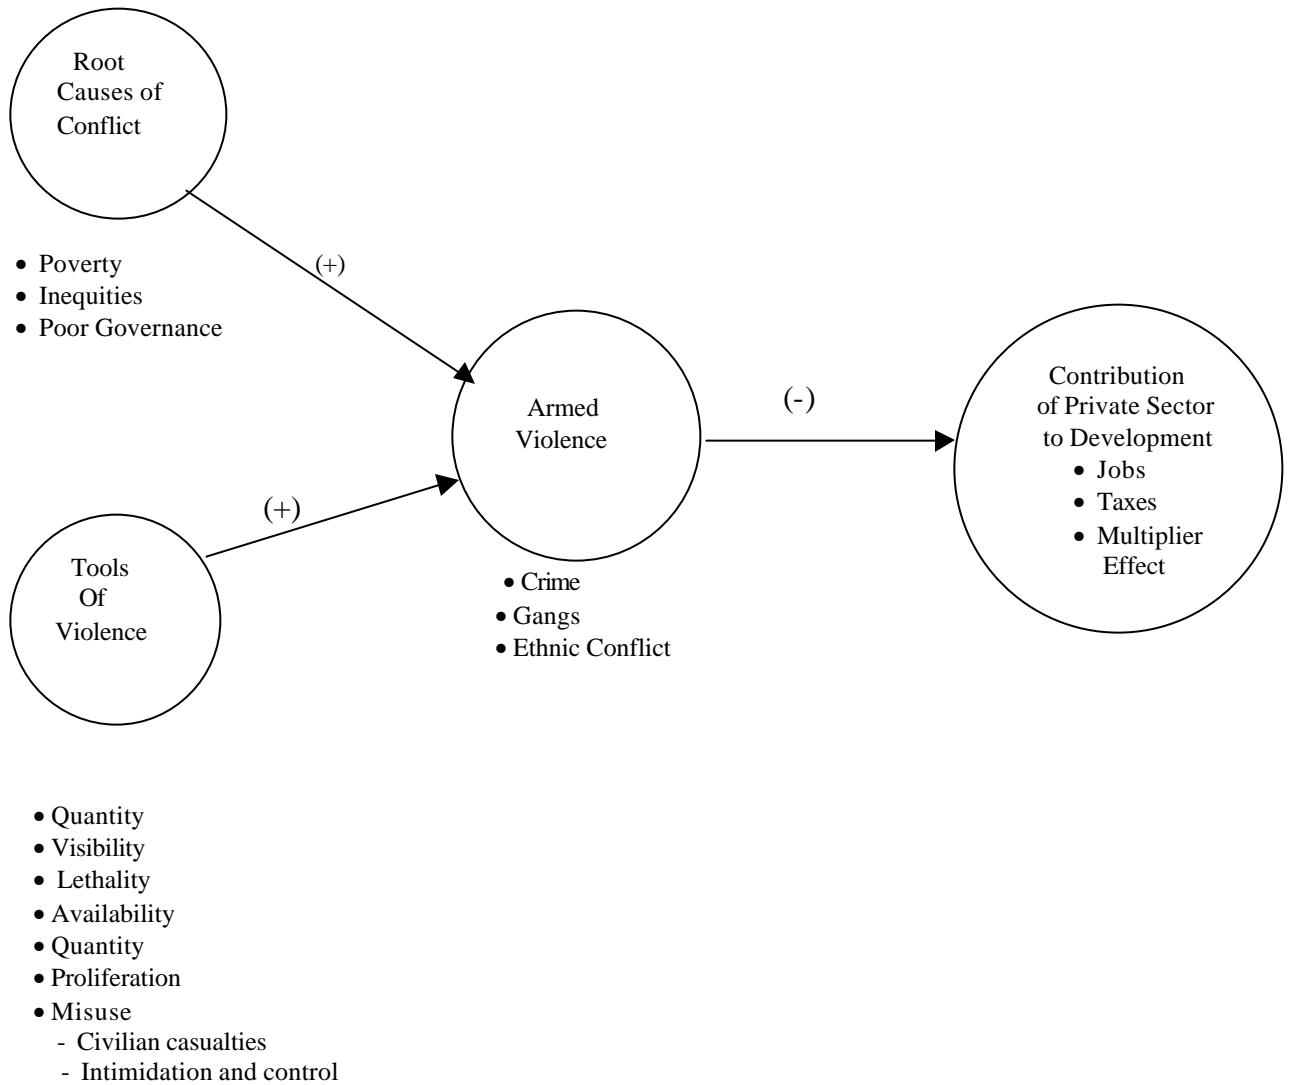 Root
Causes of
Conflict
• Poverty
• Inequities
• Poor Governance
(+)
Tools
Of
Violence
(+)
Armed
Violence
• Crime
• Gangs
• Ethnic Conflict
(-)
Contribution
of Private Sector
to Development
• Jobs
• Taxes
• Multiplier
Effect
• Quantity
• Visibility
• Lethality
• Availability
• Quantity
• Proliferation
• Misuse
- Civilian casualties
- Intimidation and control